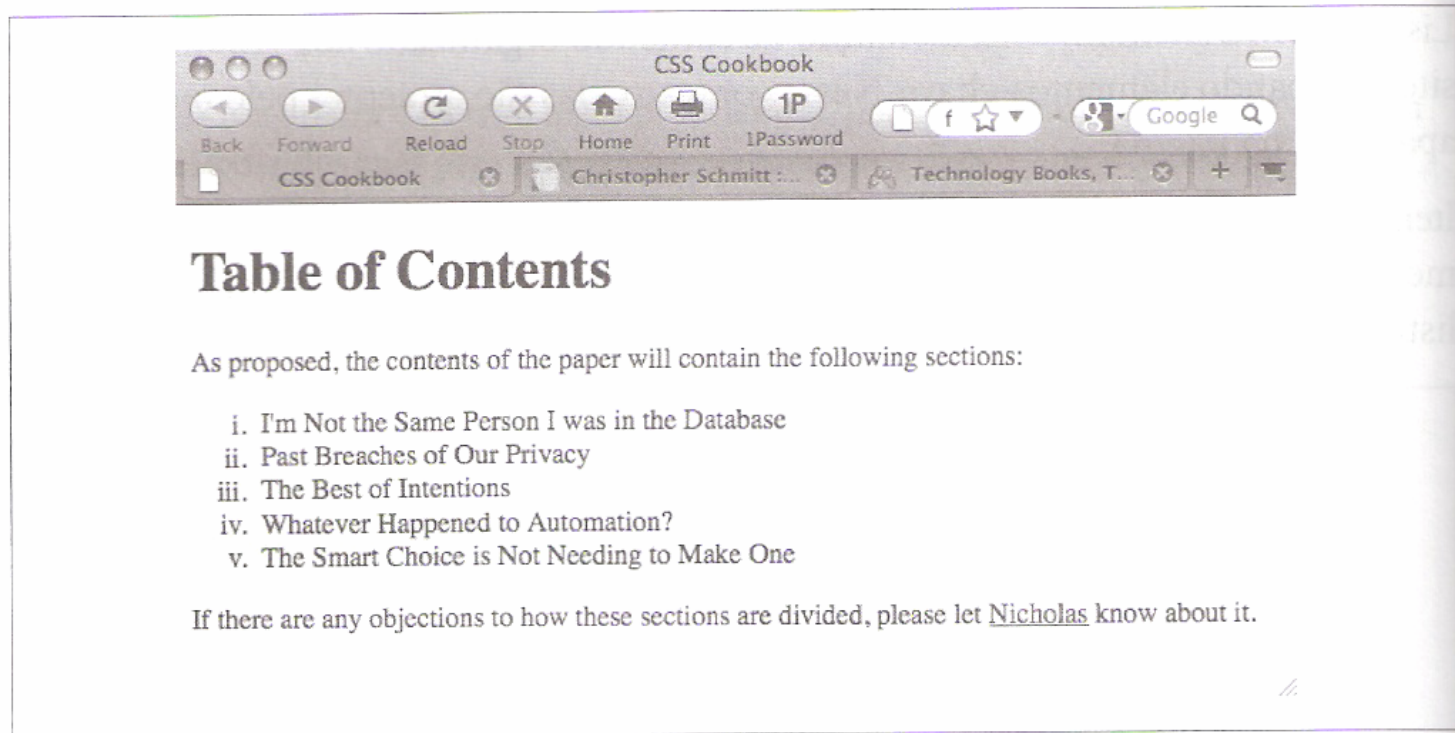 CSS Cookbook
1P
f
Google
Back Forward Reload Stop Home Print 1Password
CSS Cookbook Christopher Schmitt :... Technology Books, T...
Table of Contents
As proposed, the contents of the paper will contain the following sections:
i. I'm Not the Same Person I was in the Database
ii. Past Breaches of Our Privacy
iii. The Best of Intentions
iv. Whatever Happened to Automation?
v. The Smart Choice is Not Needing to Make One
If there are any objections to how these sections are divided, please let Nicholas know about it.